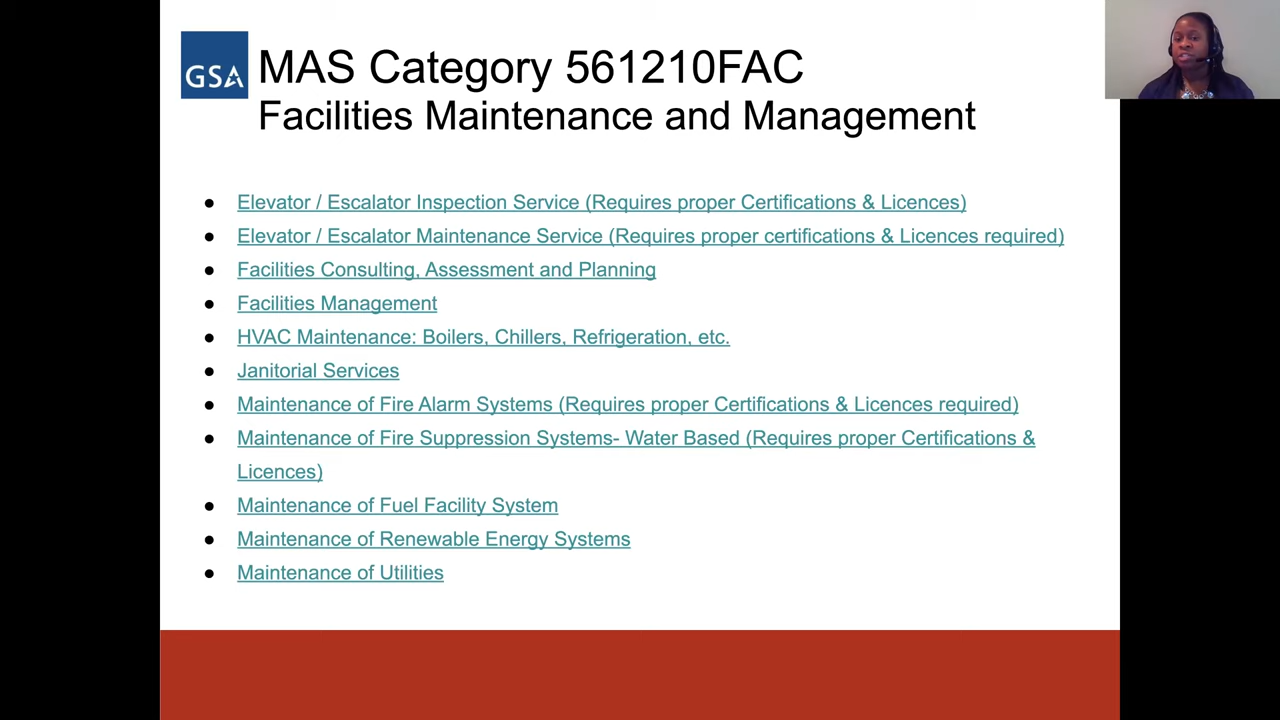 GSA
MAS Category 561210FAC
Facilities Maintenance and Management
● Elevator / Escalator Inspection Service (Requires proper Certifications & Licences)
● Elevator / Escalator Maintenance Service (Requires proper certifications & Licences required)
● Facilities Consulting, Assessment and Planning
● Facilities Management
● HVAC Maintenance: Boilers, Chillers, Refrigeration, etc.
● Janitorial Services
● Maintenance of Fire Alarm Systems (Requires proper Certifications & Licences required)
● Maintenance of Fire Suppression Systems- Water Based (Requires proper Certifications &
Licences)
● Maintenance of Fuel Facility System
● Maintenance of Renewable Energy Systems
● Maintenance of Utilities